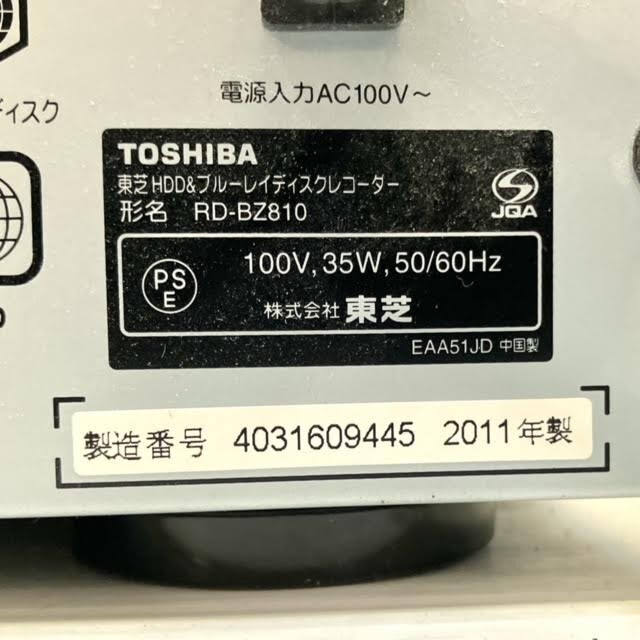 ディスク
電源入力AC100V～
TOSHIBA
東芝HDD&ブルーレイディスクレコーダー
形名 RD-BZ810
JQA
PS
E
100V, 35W, 50/60Hz
株式会社 東芝
EAA51JD 中国製
製造番号 4031609445 2011年製